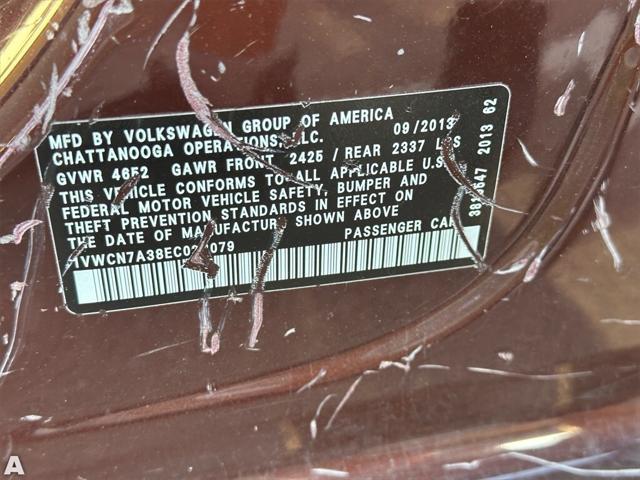 MFD BY VOLKSWAGEN GROUP OF AMERICA
CHATTANOOGA OPERATIONS, LLC. 09/2013
GVWR 4652 GAWR FRONT 2425 / REAR 2337 LBS
THIS VEHICLE CONFORMS TO ALL APPLICABLE U.S.
FEDERAL MOTOR VEHICLE SAFETY, BUMPER AND
THEFT PREVENTION STANDARDS IN EFFECT ON
THE DATE OF MANUFACTURE SHOWN ABOVE
PASSENGER CAR
2013 62
A